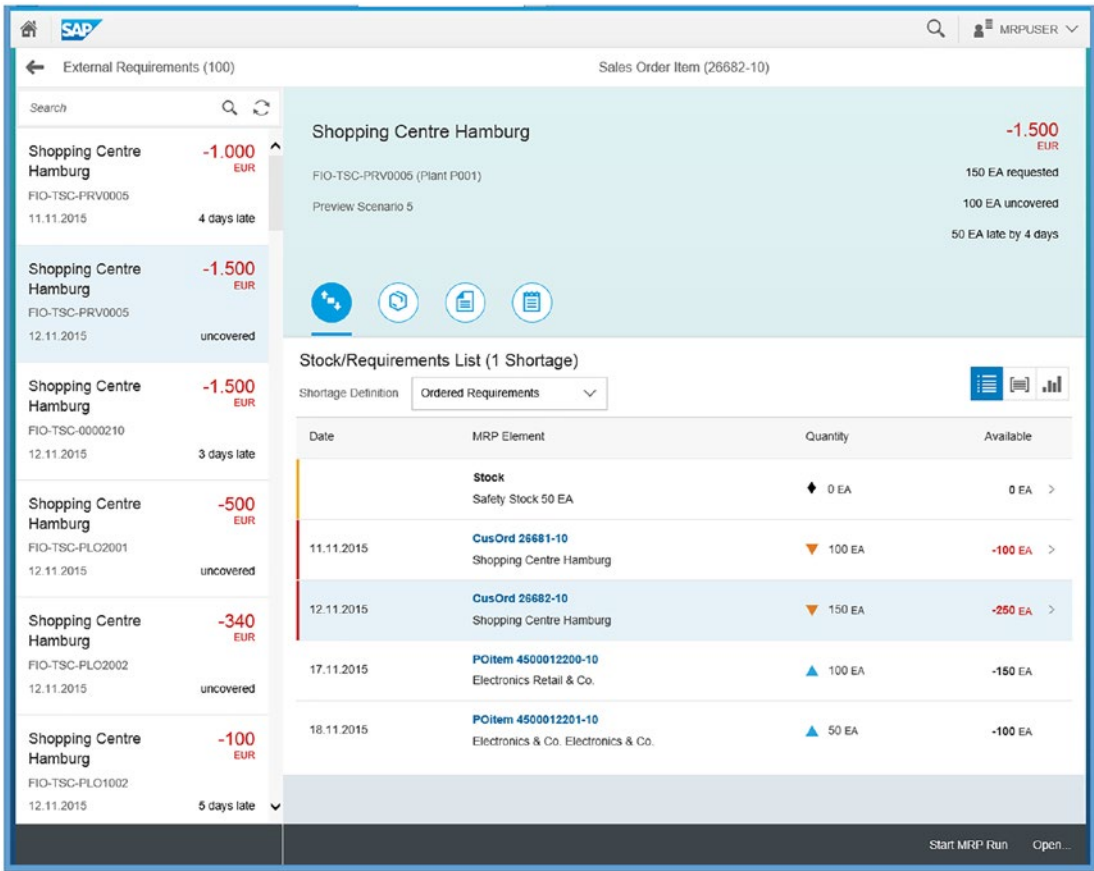 SAP
MRPUSER
External Requirements (100)
Sales Order Item (26682-10)
Search
Shopping Centre
Hamburg
-1.000
EUR
FIO-TSC-PRV0005
11.11.2015
4 days late
Shopping Centre
Hamburg
-1.500
EUR
FIO-TSC-PRV0005
12.11.2015
uncovered
Shopping Centre
Hamburg
-1.500
EUR
FIO-TSC-0000210
12.11.2015
3 days late
Shopping Centre
Hamburg
-500
EUR
FIO-TSC-PLO2001
12.11.2015
uncovered
Shopping Centre
Hamburg
-340
EUR
FIO-TSC-PLO2002
12.11.2015
uncovered
Shopping Centre
Hamburg
-100
EUR
FIO-TSC-PLO1002
12.11.2015
5 days late
Shopping Centre Hamburg
-1.500
EUR
FIO-TSC-PRV0005 (Plant P001)
150 EA requested
Preview Scenario 5
100 EA uncovered
50 EA late by 4 days
Stock/Requirements List (1 Shortage)
Shortage Definition
Ordered Requirements
Date MRP Element Quantity Available
Stock
Safety Stock 50 EA
0 EA
0 EA
11.11.2015
CusOrd 26681-10
Shopping Centre Hamburg
100 EA
-100 EA
12.11.2015
CusOrd 26682-10
Shopping Centre Hamburg
150 EA
-250 EA
17.11.2015
POitem 4500012200-10
Electronics Retail & Co.
100 EA
-150 EA
18.11.2015
POitem 4500012201-10
Electronics & Co. Electronics & Co.
50 EA
-100 EA
Start MRP Run
Open...